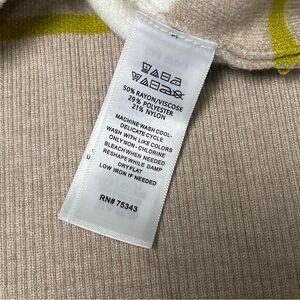 50% RAYON/VISCOSE
29% POLYESTER
21% NYLON
MACHINE WASH COOL-
DELICATE CYCLE
WASH WITH LIKE COLORS
ONLY NON - CHLORINE
BLEACH WHEN NEEDED
RESHAPE WHILE DAMP
DRY FLAT
LOW IRON IF NEEDED
RN# 75343